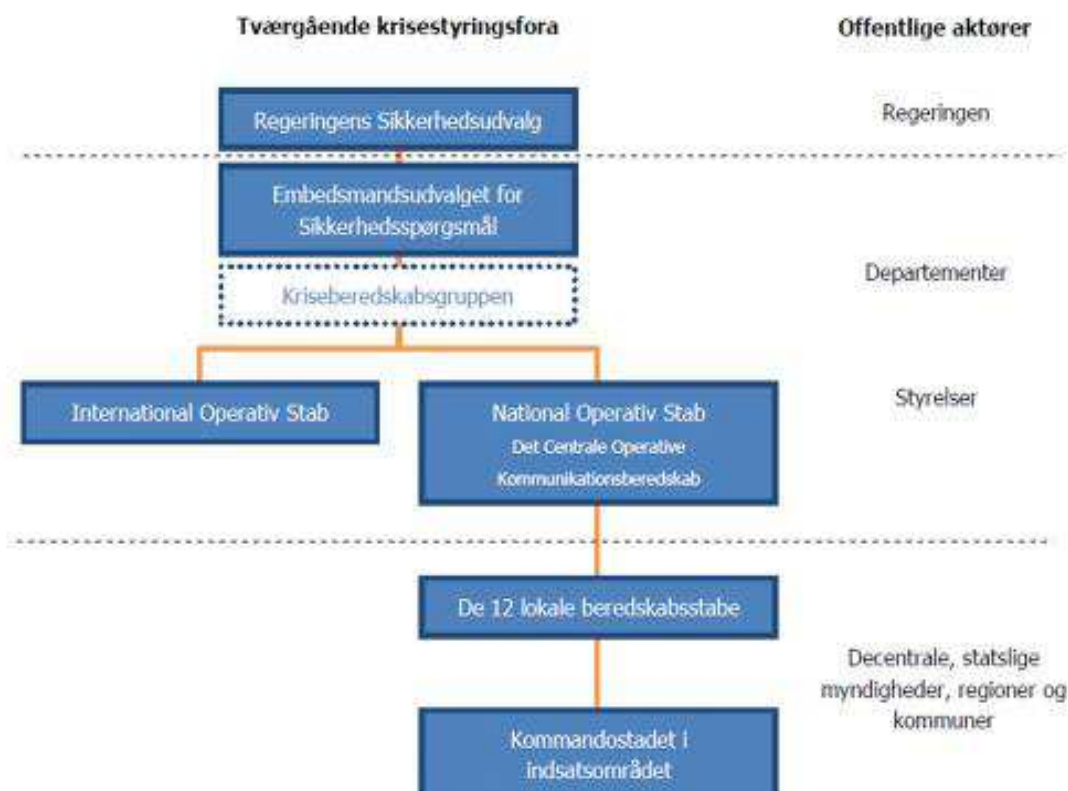 Tværgående krisestyringsfora
Offentlige aktører
Regeringens Sikkerhedsudvalg
Regeringen
Embedsmandsudvalget for
Sikkerhedsspørgsmål
Departementer
Kriseberedskabsgruppen
International Operativ Stab
National Operativ Stab
Det Centrale Operative
Kommunikationsberedskab
Styrelser
De 12 lokale beredskabsstabe
Decentrale, statslige
myndigheder, regioner og
kommuner
Kommandostadet i
indsatsområdet